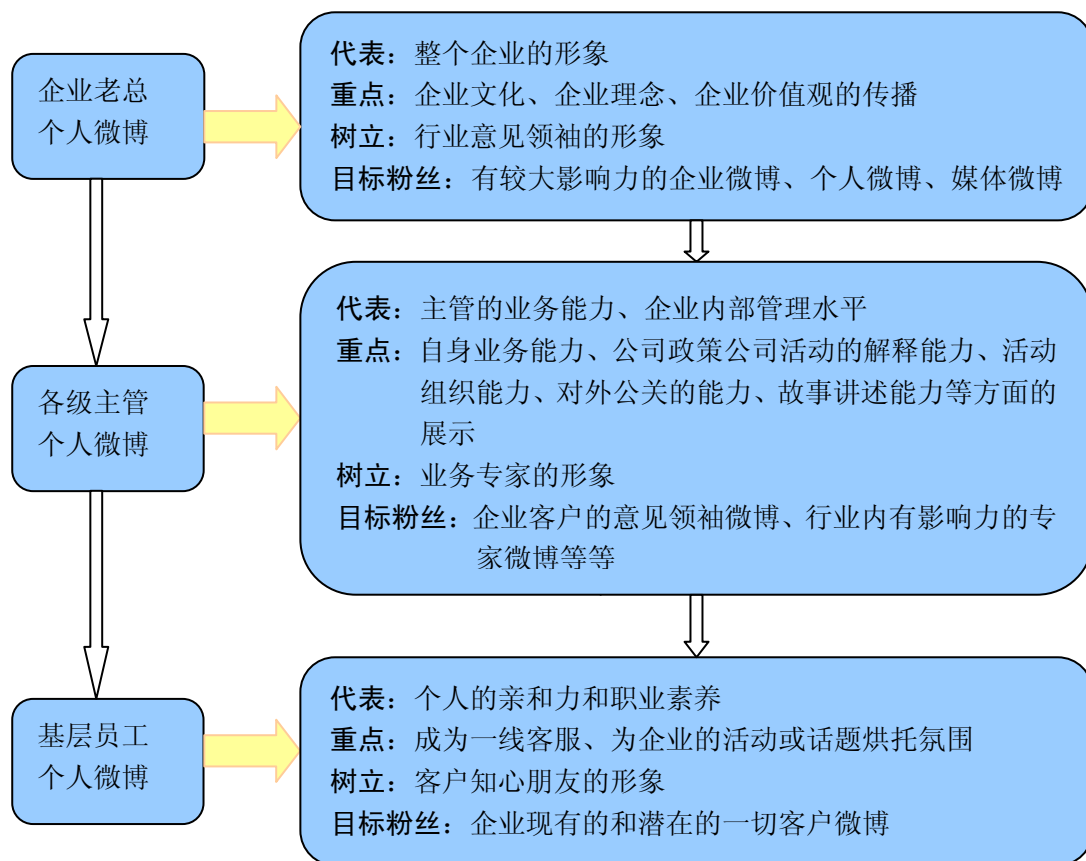 企业老总
个人微博
代表：整个企业的形象
重点：企业文化、企业理念、企业价值观的传播
树立：行业意见领袖的形象
目标粉丝：有较大影响力的企业微博、个人微博、媒体微博
各级主管
个人微博
代表：主管的业务能力、企业内部管理水平
重点：自身业务能力、公司政策公司活动的解释能力、活动
组织能力、对外公关的能力、故事讲述能力等方面的
展示
树立：业务专家的形象
目标粉丝：企业客户的意见领袖微博、行业内有影响力的专
家微博等等
基层员工
个人微博
代表：个人的亲和力和职业素养
重点：成为一线客服、为企业的活动或话题烘托氛围
树立：客户知心朋友的形象
目标粉丝：企业现有的和潜在的一切客户微博